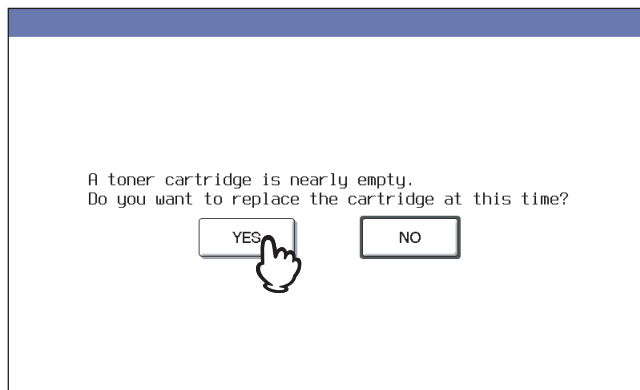 A toner cartridge is nearly empty.
Do you want to replace the cartridge at this time?
YES NO